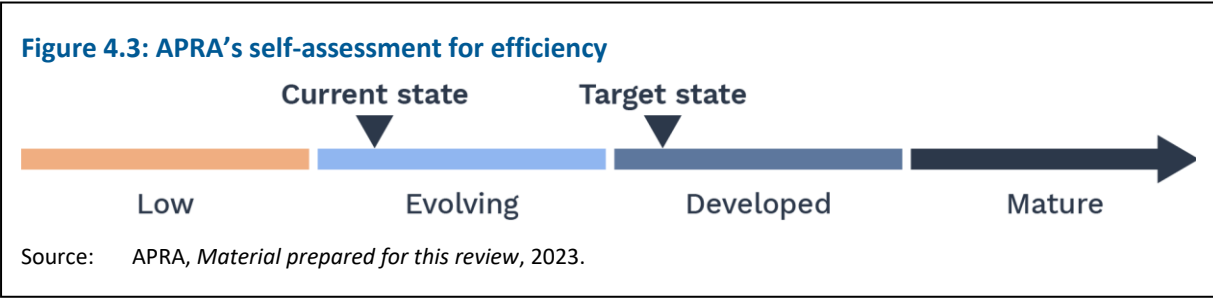 Figure 4.3: APRA’s self-assessment for efficiency
Current state Target state
Low Evolving Developed Mature
Source: APRA, Material prepared for this review, 2023.